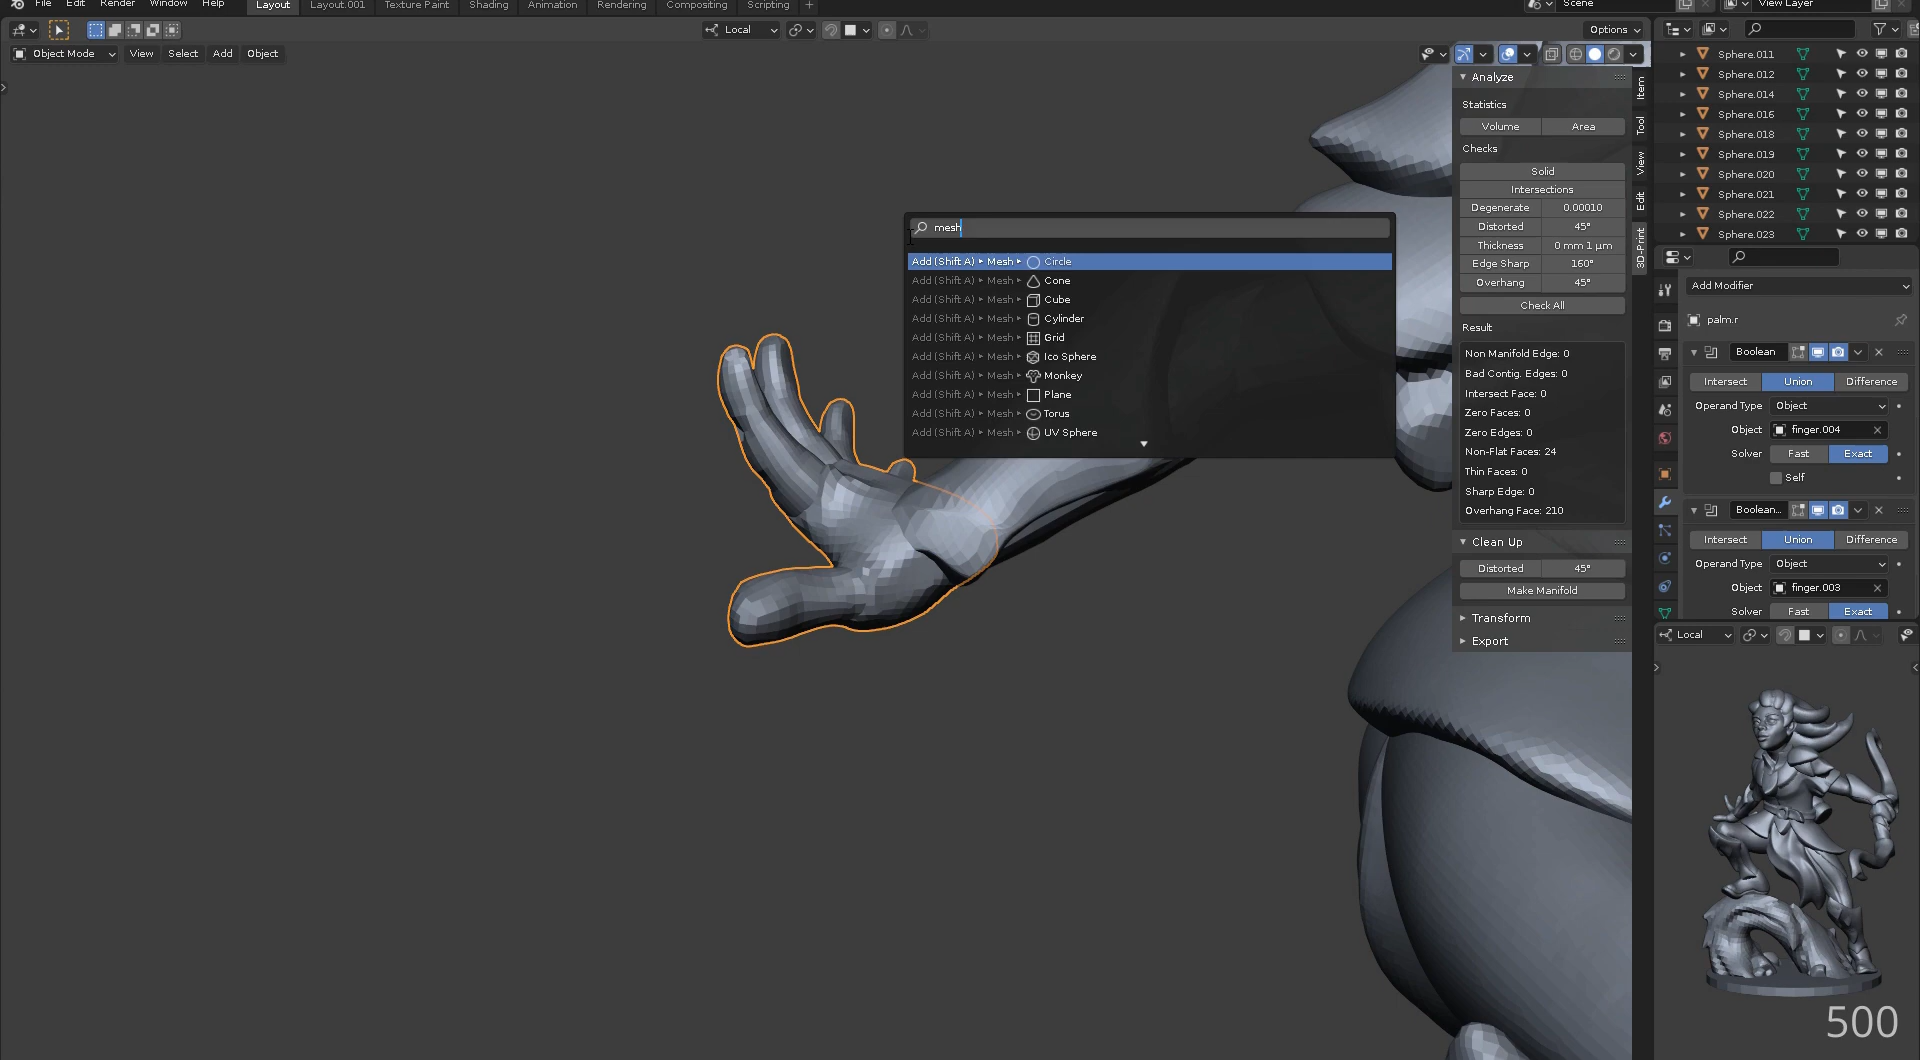 File Edit Render Window Help Layout Layout.001 Texture Paint Shading Animation Rendering Compositing Scripting + Scene View Layer
Local Options
Object Mode View Select Add Object
mesh
Add (Shift A) ▸ Mesh ▸ Circle
Add (Shift A) ▸ Mesh ▸ Cone
Add (Shift A) ▸ Mesh ▸ Cube
Add (Shift A) ▸ Mesh ▸ Cylinder
Add (Shift A) ▸ Mesh ▸ Grid
Add (Shift A) ▸ Mesh ▸ Ico Sphere
Add (Shift A) ▸ Mesh ▸ Monkey
Add (Shift A) ▸ Mesh ▸ Plane
Add (Shift A) ▸ Mesh ▸ Torus
Add (Shift A) ▸ Mesh ▸ UV Sphere
Analyze
Statistics
Volume Area
Checks
Solid
Intersections
Degenerate 0.00010
Distorted 45°
Thickness 0 mm 1 µm
Edge Sharp 160°
Overhang 45°
Check All
Result
Non Manifold Edge: 0
Bad Contig. Edges: 0
Intersect Face: 0
Zero Faces: 0
Zero Edges: 0
Non-Flat Faces: 24
Thin Faces: 0
Sharp Edge: 0
Overhang Face: 210
Clean Up
Distorted 45°
Make Manifold
Transform
Export
Item
Tool
View
Edit
3D-Print
Sphere.011
Sphere.012
Sphere.014
Sphere.016
Sphere.018
Sphere.019
Sphere.020
Sphere.021
Sphere.022
Sphere.023
Add Modifier
palm.r
Boolean
Intersect Union Difference
Operand Type Object
Object finger.004
Solver Fast Exact
Self
Boolean...
Intersect Union Difference
Operand Type Object
Object finger.003
Solver Fast Exact
Local
500